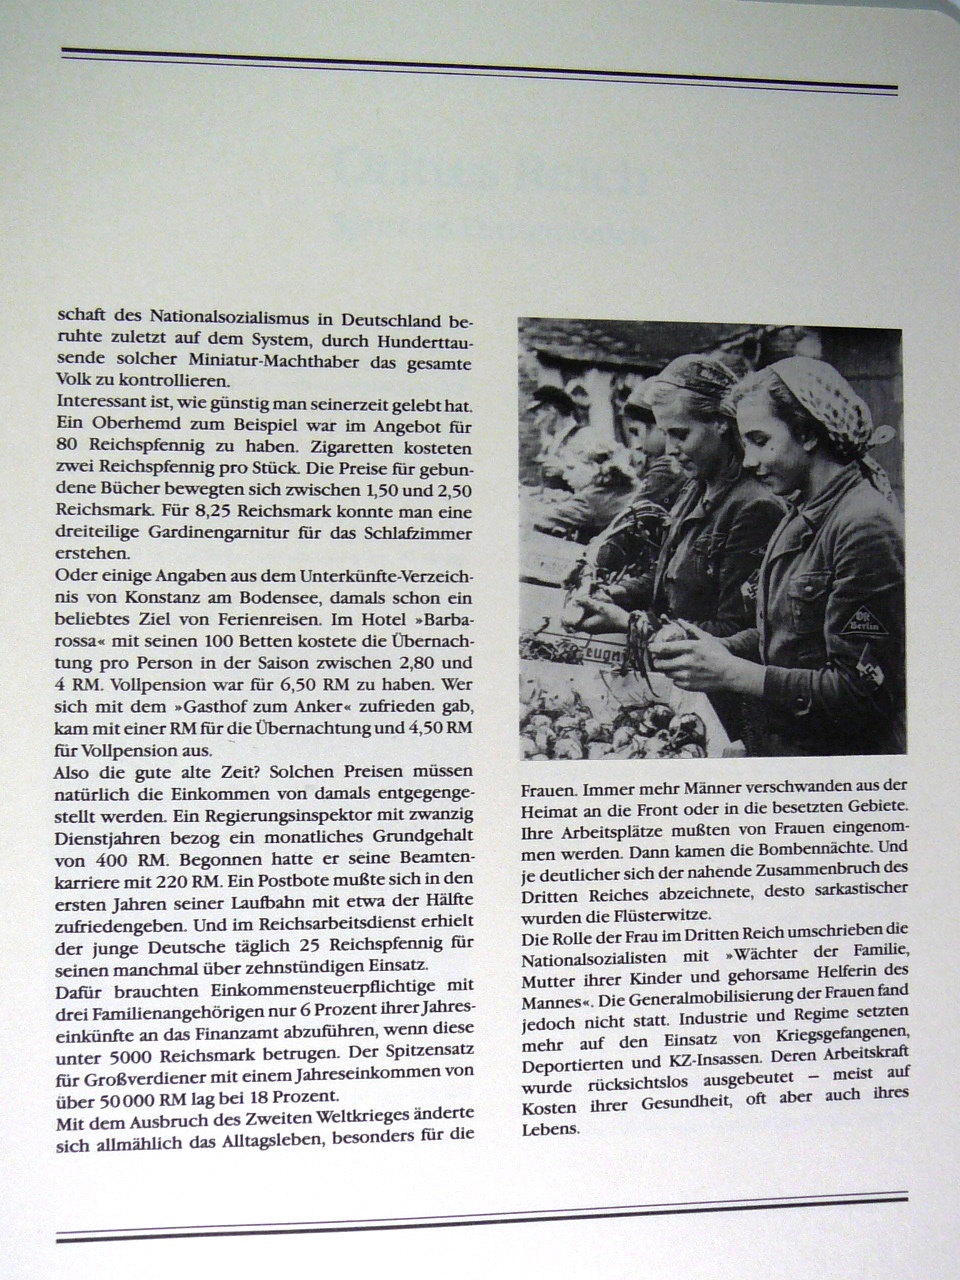 schaft des Nationalsozialismus in Deutschland be-
ruhte zuletzt auf dem System, durch Hunderttau-
sende solcher Miniatur-Machthaber das gesamte
Volk zu kontrollieren.
Interessant ist, wie günstig man seinerzeit gelebt hat.
Ein Oberhemd zum Beispiel war im Angebot für
80 Reichspfennig zu haben. Zigaretten kosteten
zwei Reichspfennig pro Stück. Die Preise für gebun-
dene Bücher bewegten sich zwischen 1,50 und 2,50
Reichsmark. Für 8,25 Reichsmark konnte man eine
dreiteilige Gardinengarnitur für das Schlafzimmer
erstehen.
Oder einige Angaben aus dem Unterkünfte-Verzeich-
nis von Konstanz am Bodensee, damals schon ein
beliebtes Ziel von Ferienreisen. Im Hotel »Barba-
rossa« mit seinen 100 Betten kostete die Übernach-
tung pro Person in der Saison zwischen 2,80 und
4 RM. Vollpension war für 6,50 RM zu haben. Wer
sich mit dem »Gasthof zum Anker« zufrieden gab,
kam mit einer RM für die Übernachtung und 4,50 RM
für Vollpension aus.
Also die gute alte Zeit? Solchen Preisen müssen
natürlich die Einkommen von damals entgegenge-
stellt werden. Ein Regierungsinspektor mit zwanzig
Dienstjahren bezog ein monatliches Grundgehalt
von 400 RM. Begonnen hatte er seine Beamten-
karriere mit 220 RM. Ein Postbote mußte sich in den
ersten Jahren seiner Laufbahn mit etwa der Hälfte
zufriedengeben. Und im Reichsarbeitsdienst erhielt
der junge Deutsche täglich 25 Reichspfennig für
seinen manchmal über zehnstündigen Einsatz.
Dafür brauchten Einkommensteuerpflichtige mit
drei Familienangehörigen nur 6 Prozent ihrer Jahres-
einkünfte an das Finanzamt abzuführen, wenn diese
unter 5000 Reichsmark betrugen. Der Spitzensatz
für Großverdiener mit einem Jahreseinkommen von
über 50 000 RM lag bei 18 Prozent.
Mit dem Ausbruch des Zweiten Weltkrieges änderte
sich allmählich das Alltagsleben, besonders für die
Ost
Berlin
eugni
Frauen. Immer mehr Männer verschwanden aus der
Heimat an die Front oder in die besetzten Gebiete.
Ihre Arbeitsplätze mußten von Frauen eingenom-
men werden. Dann kamen die Bombennächte. Und
je deutlicher sich der nahende Zusammenbruch des
Dritten Reiches abzeichnete, desto sarkastischer
wurden die Flüsterwitze.
Die Rolle der Frau im Dritten Reich umschrieben die
Nationalsozialisten mit »Wächter der Familie,
Mutter ihrer Kinder und gehorsame Helferin des
Mannes«. Die Generalmobilisierung der Frauen fand
jedoch nicht statt. Industrie und Regime setzten
mehr auf den Einsatz von Kriegsgefangenen,
Deportierten und KZ-Insassen. Deren Arbeitskraft
wurde rücksichtslos ausgebeutet – meist auf
Kosten ihrer Gesundheit, oft aber auch ihres
Lebens.